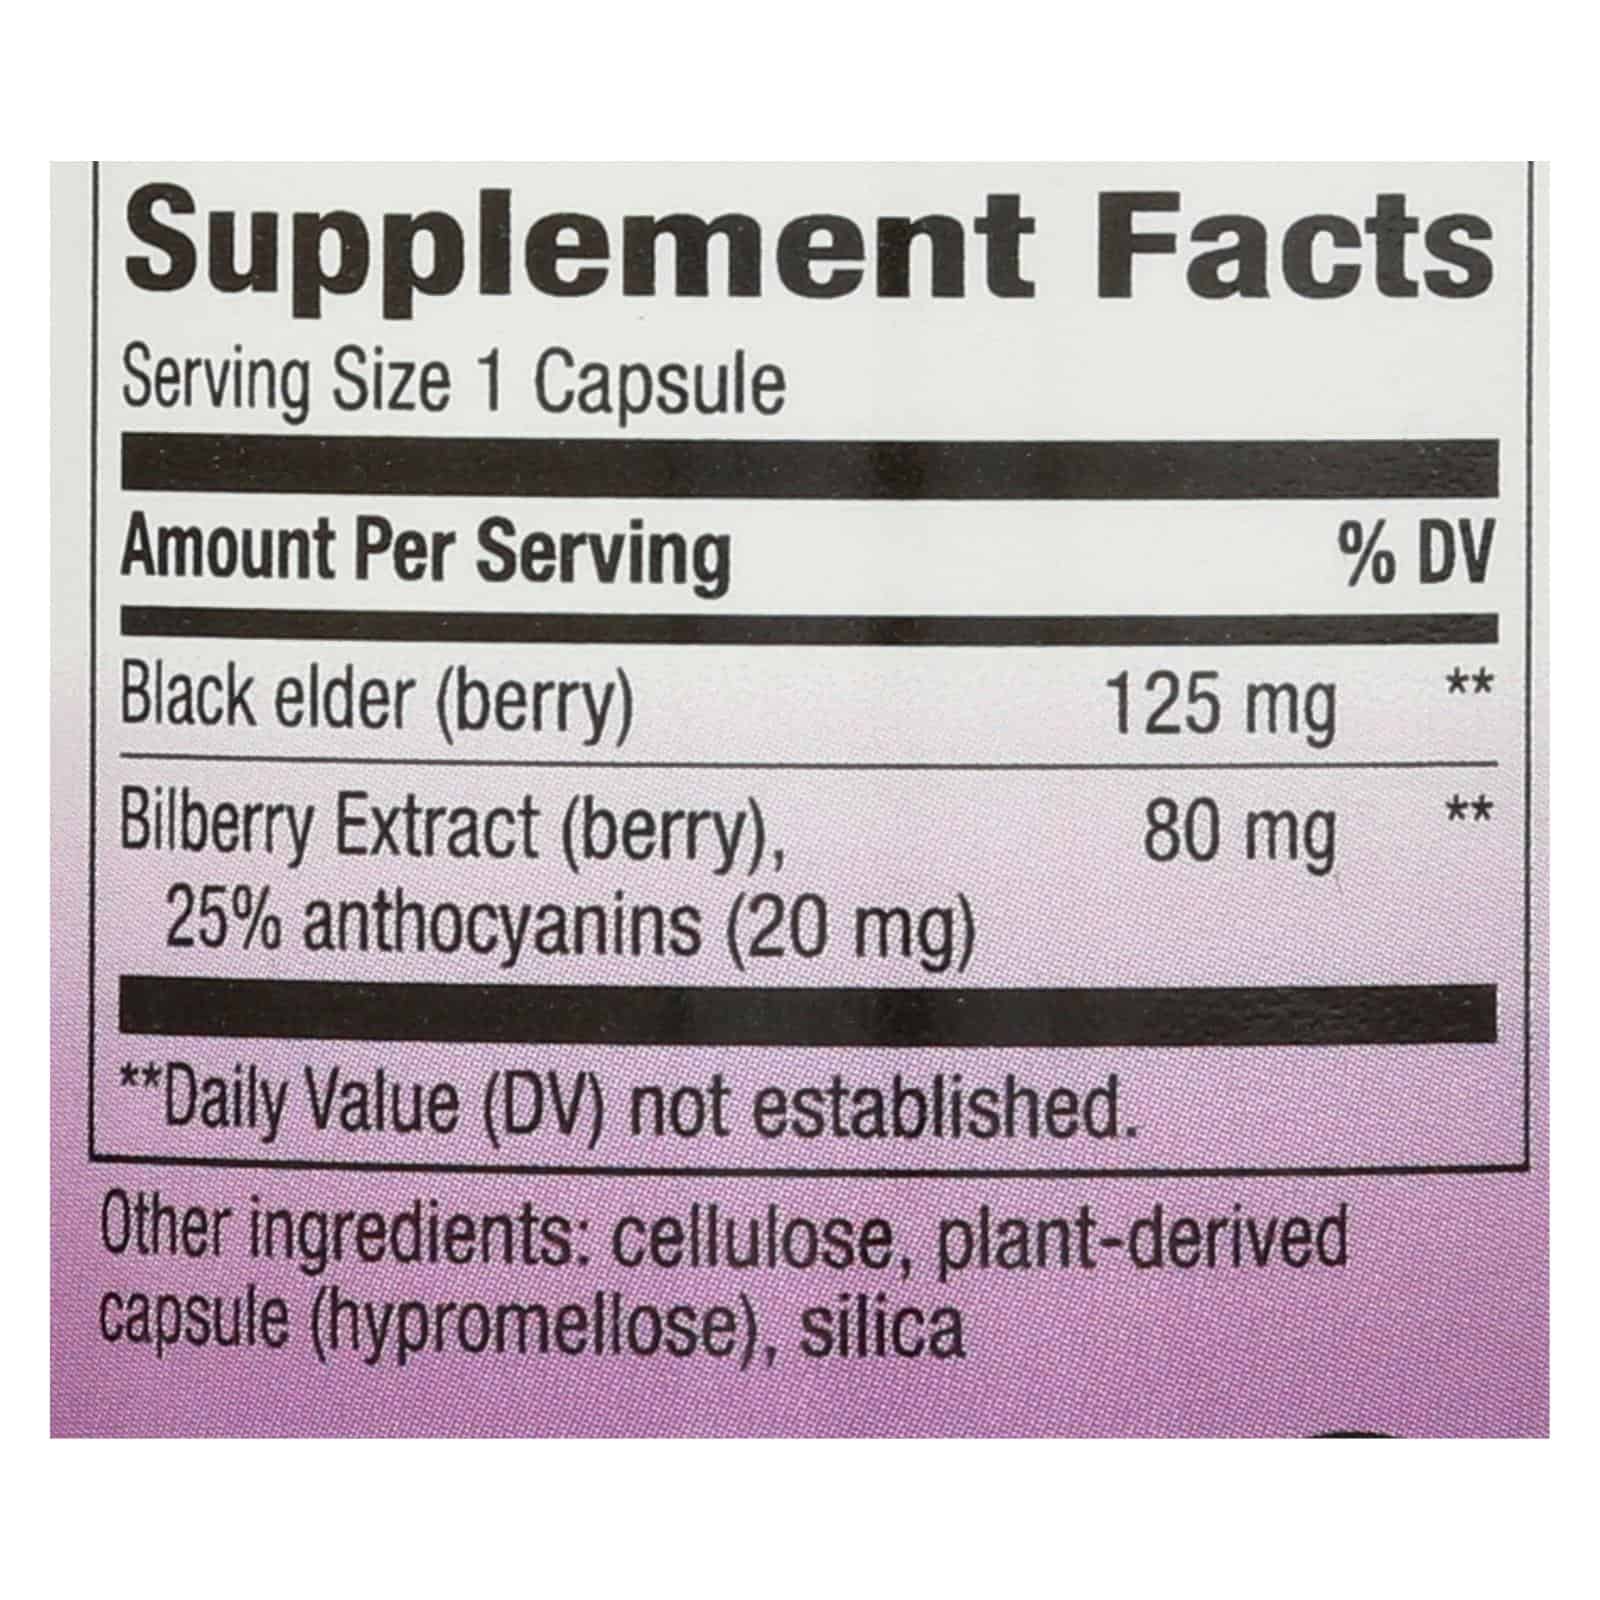 Supplement Facts
Serving Size 1 Capsule
Amount Per Serving % DV
Black elder (berry) 125 mg **
Bilberry Extract (berry), 80 mg **
25% anthocyanins (20 mg)
**Daily Value (DV) not established.
Other ingredients: cellulose, plant-derived
capsule (hypromellose), silica